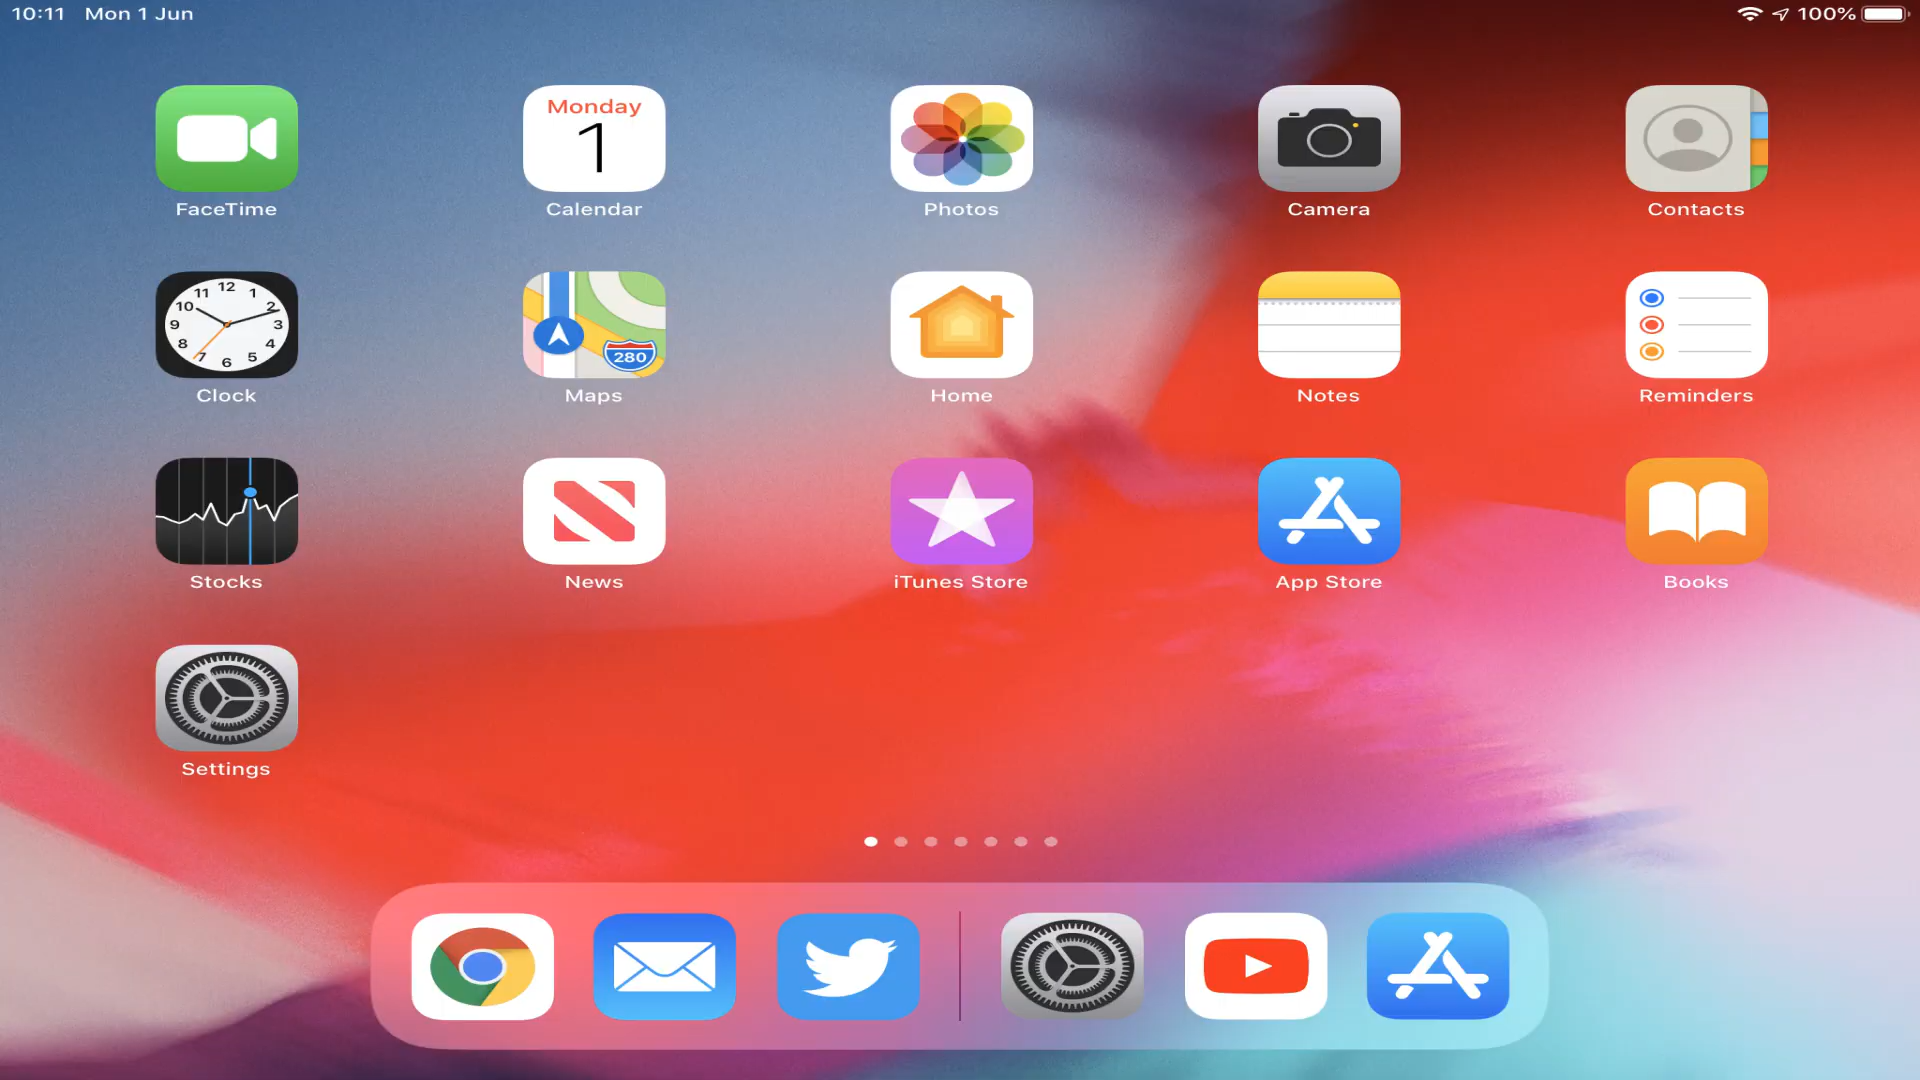 10:11 Mon 1 Jun
100%
Monday
1
FaceTime
Calendar
Photos
Camera
Contacts
12
11 1
10 2
9 3
8 4
7 5
6
280
Clock
Maps
Home
Notes
Reminders
Stocks
News
iTunes Store
App Store
Books
Settings